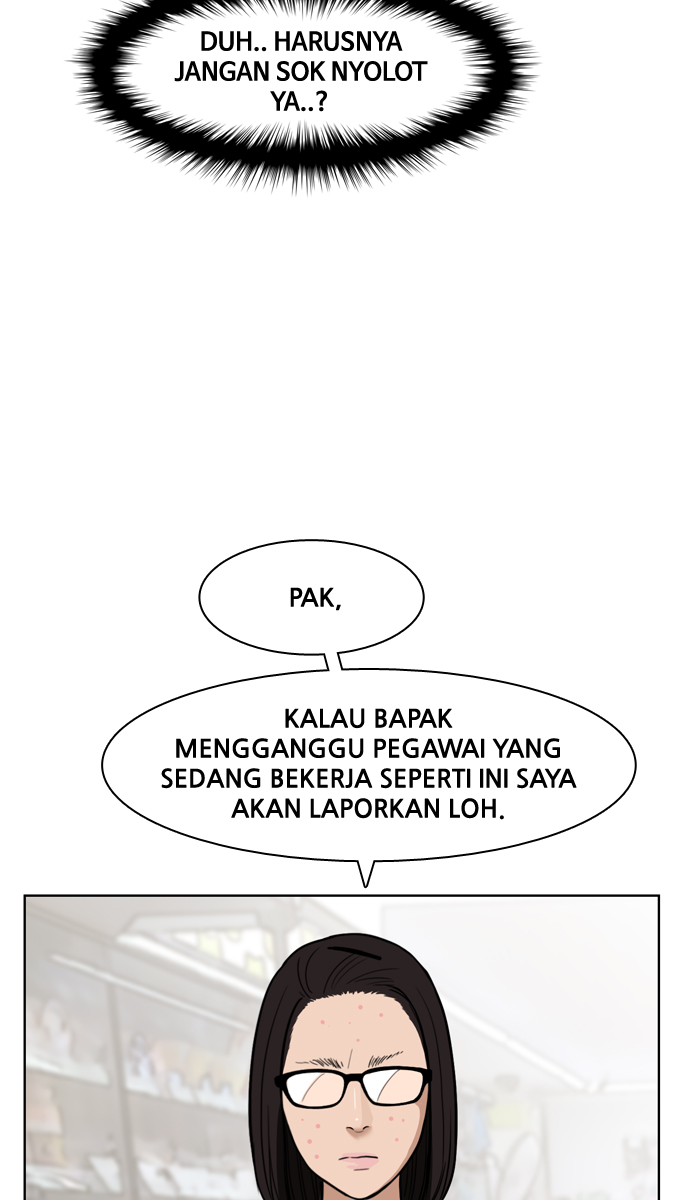 DUH.. HARUSNYA
JANGAN SOK NYOLOT
YA..?
PAK,
KALAU BAPAK
MENGGANGGU PEGAWAI YANG
SEDANG BEKERJA SEPERTI INI SAYA
AKAN LAPORKAN LOH.